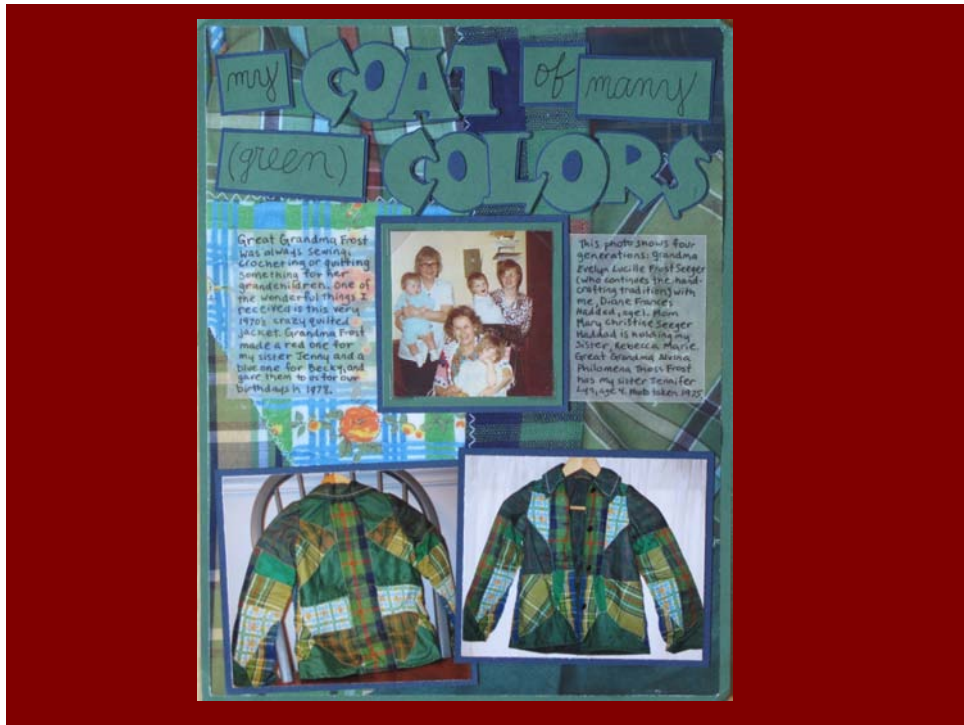 my COAT of many
(green) COLORS
Great Grandma Frost
was always sewing,
crocheting or quilting
something for her
grandchildren. One of
the wonderful things I
received is this very
1970s crazy quilted
jacket. Grandma Frost
made a red one for
my sister Jenny and a
blue one for Becky, and
gave them to us for our
birthdays in 1978.
This photo shows four
generations: Grandma
Evelyn Lucille Frost Seeger
(who continues the hand-
crafting tradition) with
me, Diane Frances
Haddad, age 1. Mom
Mary Christine Seeger
Haddad is holding my
sister, Rebecca Marie.
Great Grandma
Philomena Frost
has my sister Jennifer
age 4. taken 1975